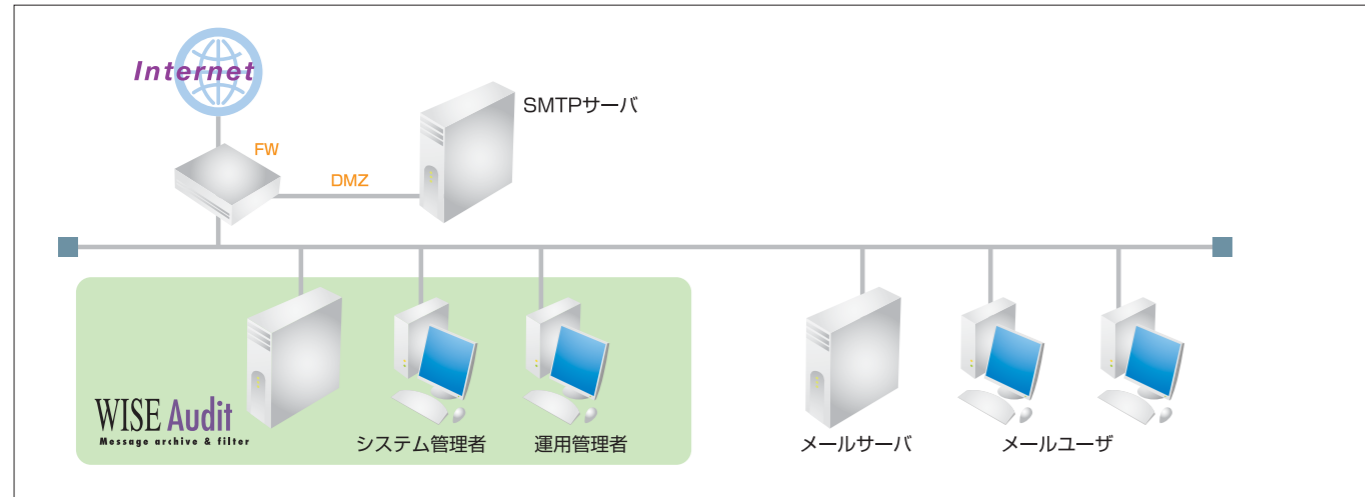 Internet
SMTPサーバ
FW
DMZ
WISE Audit
Message archive & filter
システム管理者
運用管理者
メールサーバ
メールユーザ